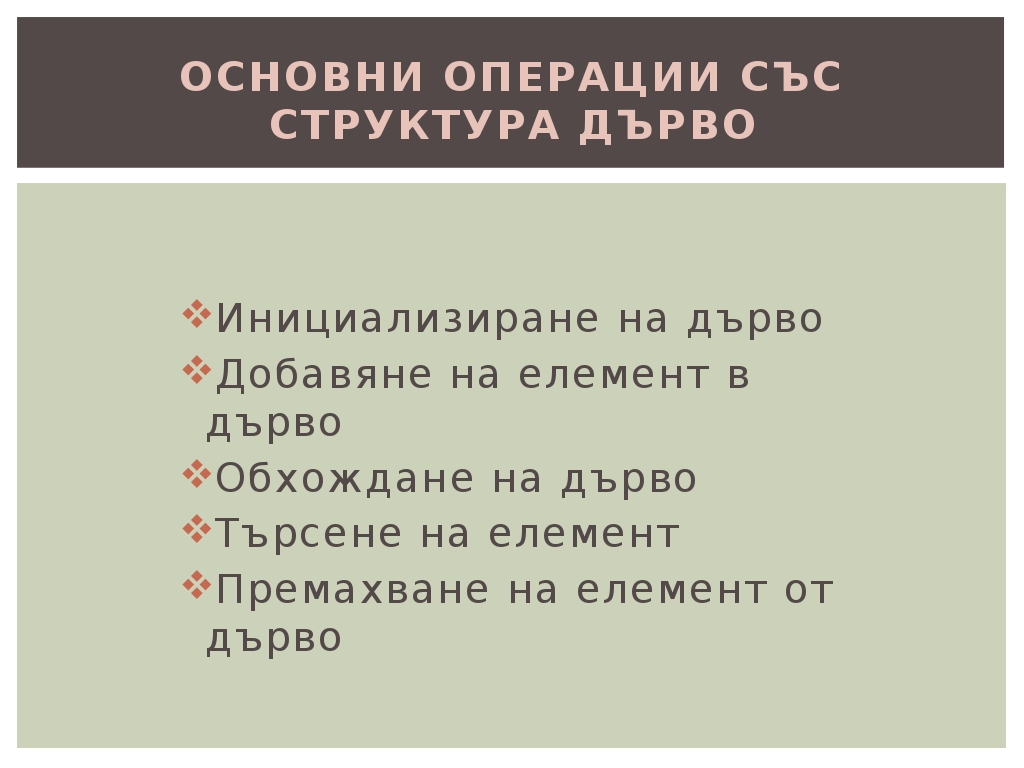 ОСНОВНИ ОПЕРАЦИИ СЪС
СТРУКТУРА ДЪРВО
Инициализиране на дърво
Добавяне на елемент в
дърво
Обхождане на дърво
Търсене на елемент
Премахване на елемент от
дърво